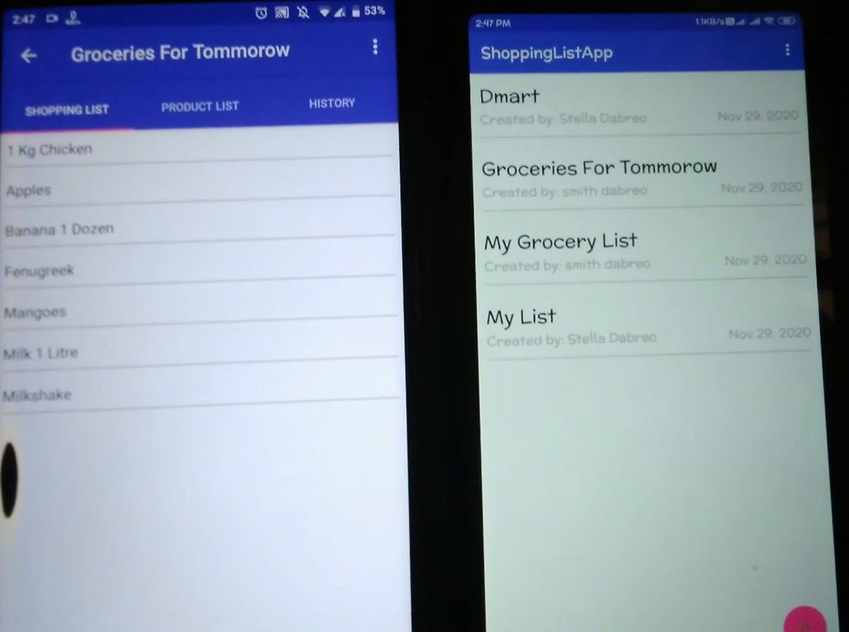 2:47
53%
Groceries For Tommorow
SHOPPING LIST
PRODUCT LIST
HISTORY
1 Kg Chicken
Apples
Banana 1 Dozen
Fenugreek
Mangoes
Milk 1 Litre
Milkshake
2:47 PM
1.1KB/s
ShoppingListApp
Dmart
Created by: Stella Dabreo
Nov 29, 2020
Groceries For Tommorow
Created by: smith dabreo
Nov 29, 2020
My Grocery List
Created by: smith dabreo
Nov 29, 2020
My List
Created by: Stella Dabreo
Nov 29, 2020